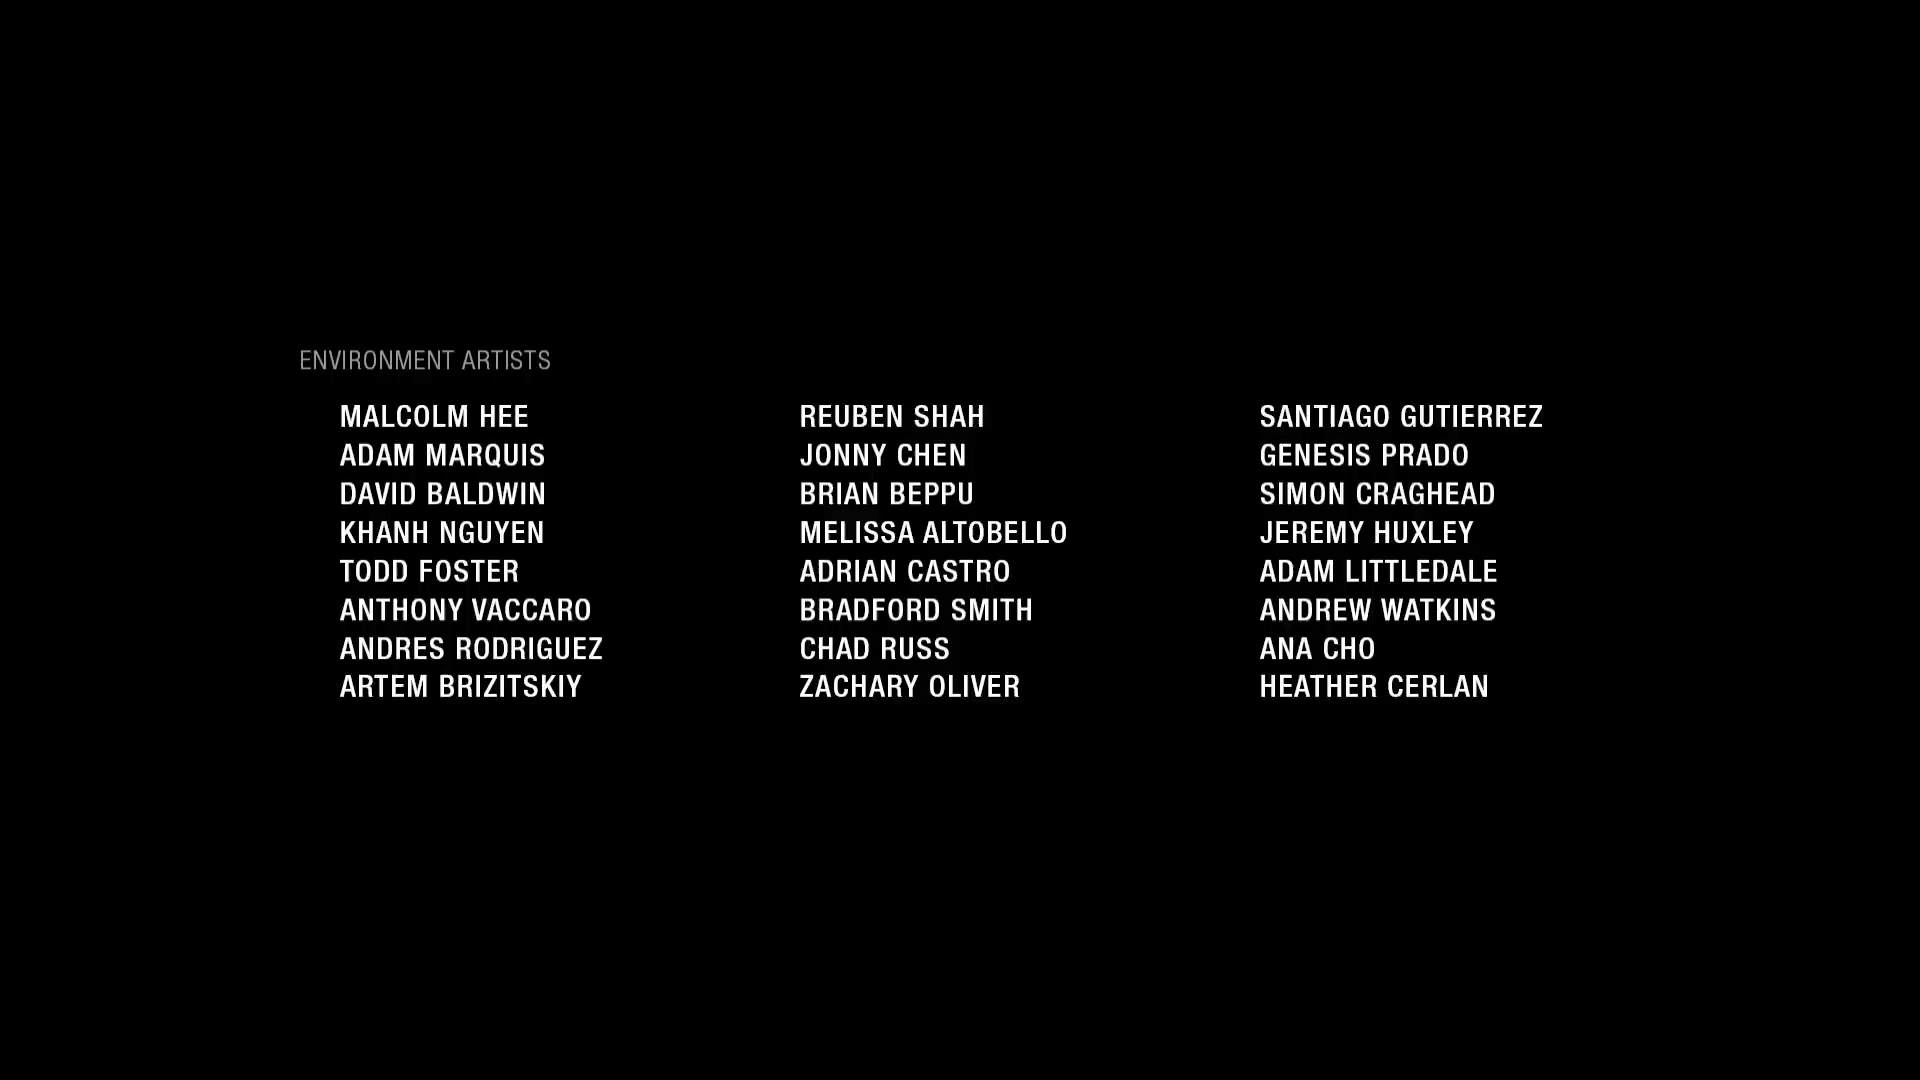 ENVIRONMENT ARTISTS
MALCOLM HEE
ADAM MARQUIS
DAVID BALDWIN
KHANH NGUYEN
TODD FOSTER
ANTHONY VACCARO
ANDRES RODRIGUEZ
ARTEM BRIZITSKIY
REUBEN SHAH
JONNY CHEN
BRIAN BEPPU
MELISSA ALTOBELLO
ADRIAN CASTRO
BRADFORD SMITH
CHAD RUSS
ZACHARY OLIVER
SANTIAGO GUTIERREZ
GENESIS PRADO
SIMON CRAGHEAD
JEREMY HUXLEY
ADAM LITTLEDALE
ANDREW WATKINS
ANA CHO
HEATHER CERLAN